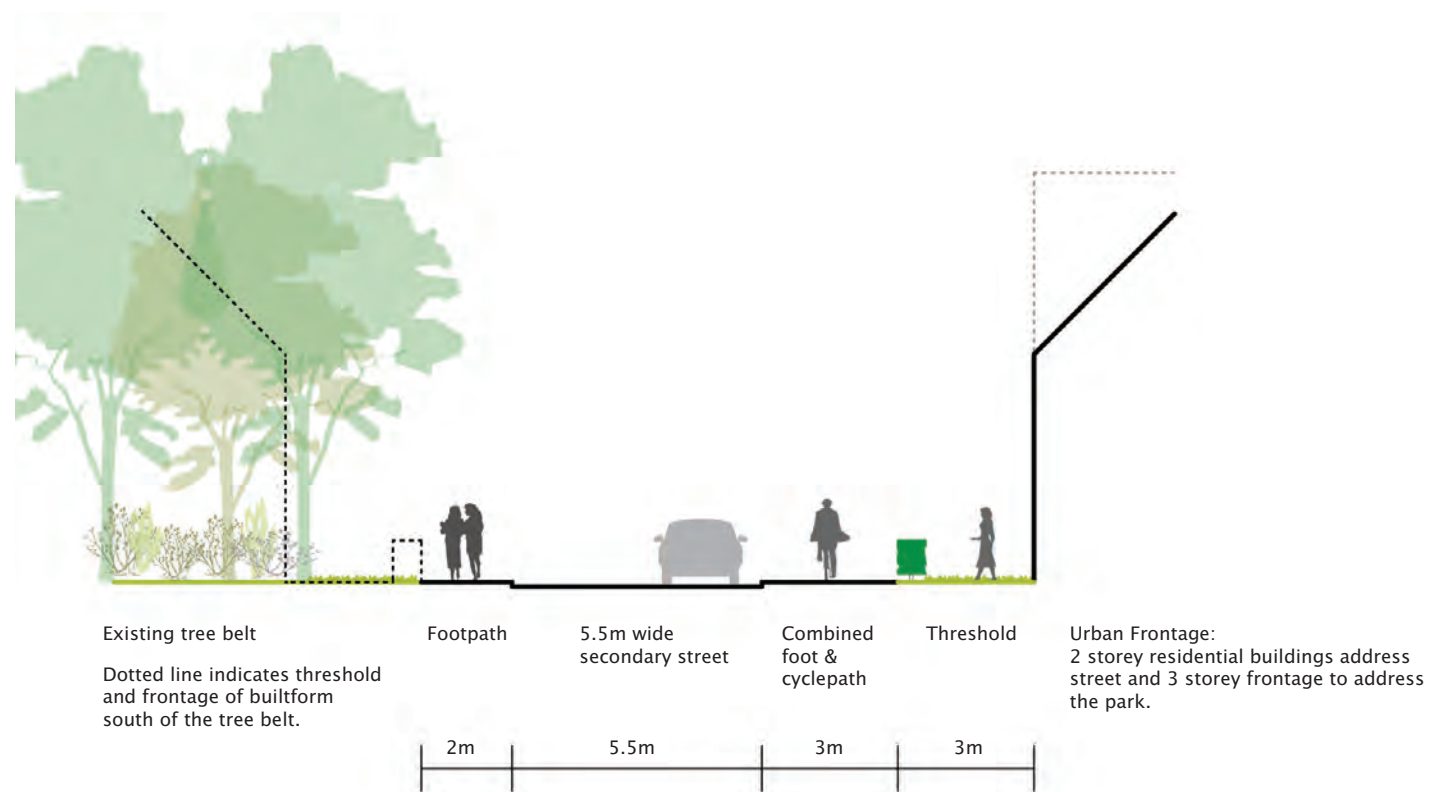 Existing tree belt
Dotted line indicates threshold
and frontage of builtform
south of the tree belt.
Footpath
5.5m wide
secondary street
Combined
foot &
cyclepath
Threshold
Urban Frontage:
2 storey residential buildings address
street and 3 storey frontage to address
the park.
2m
5.5m
3m
3m